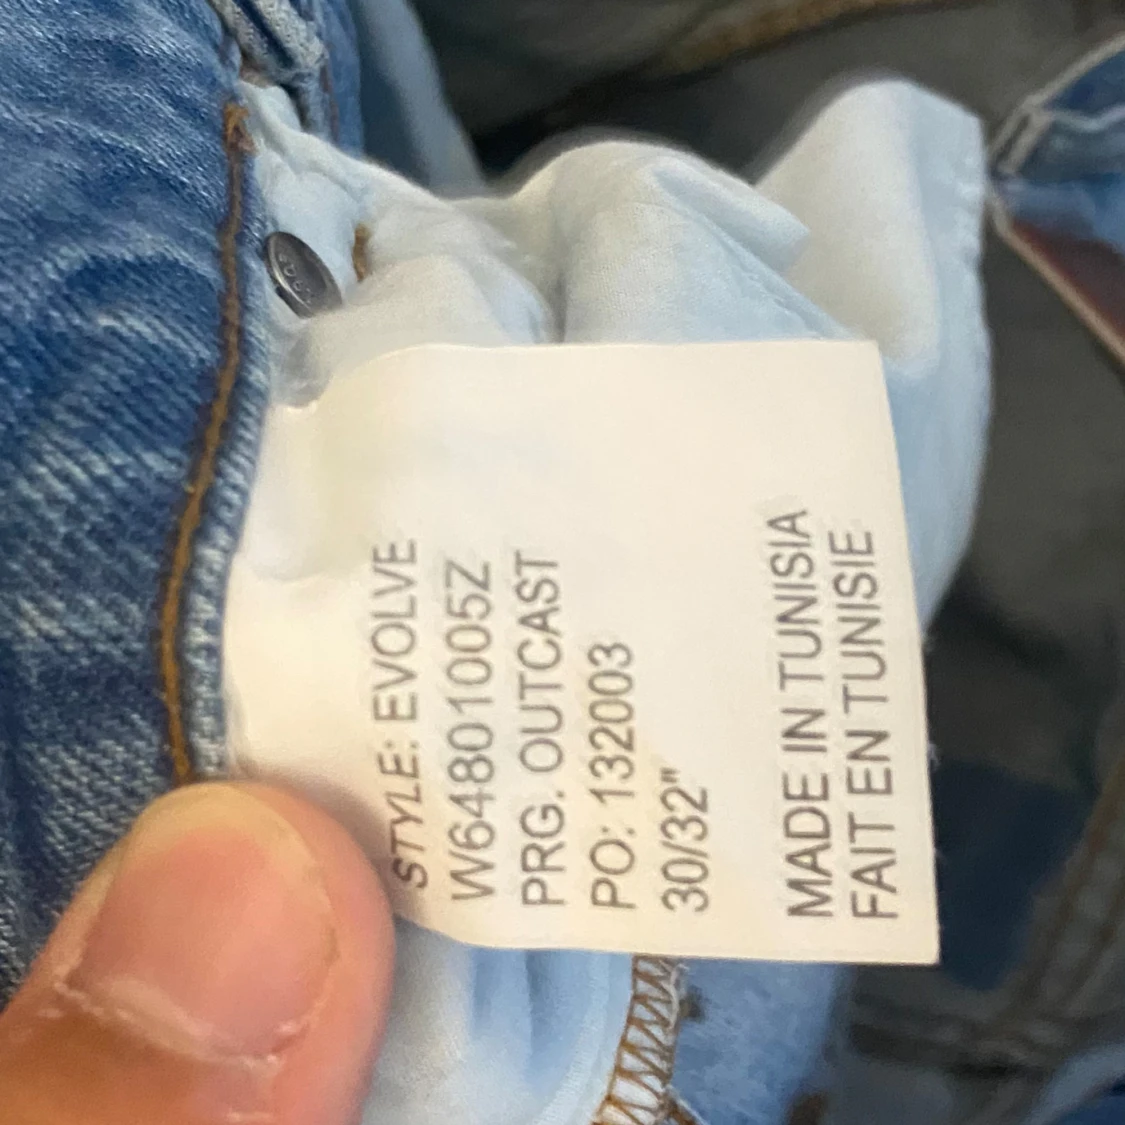 STYLE: EVOLVE
W64801005Z
PRG. OUTCAST
PO: 132003
30/32"
MADE IN TUNISIA
FAIT EN TUNISIE